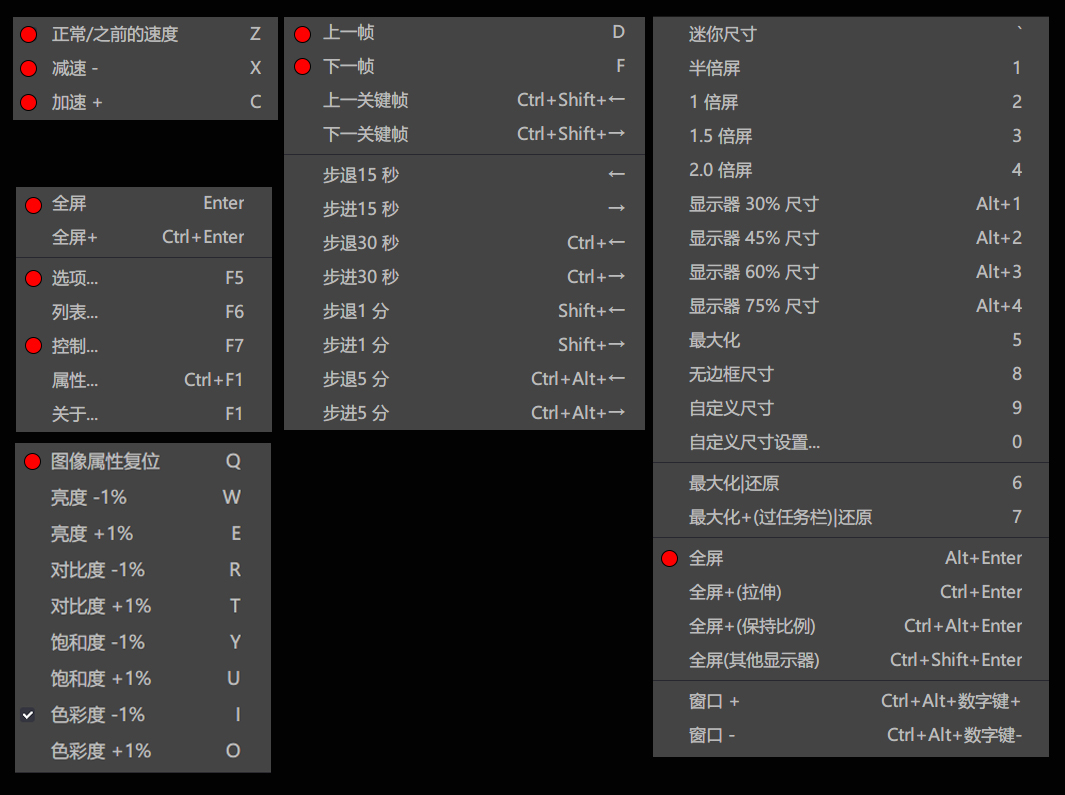 正常/之前的速度 Z
减速 - X
加速 + C
全屏 Enter
全屏+ Ctrl+Enter
选项... F5
列表... F6
控制... F7
属性... Ctrl+F1
关于... F1
图像属性复位 Q
亮度 -1% W
亮度 +1% E
对比度 -1% R
对比度 +1% T
饱和度 -1% Y
饱和度 +1% U
色彩度 -1% I
色彩度 +1% O
上一帧 D
下一帧 F
上一关键帧 Ctrl+Shift+←
下一关键帧 Ctrl+Shift+→
步退15 秒 ←
步进15 秒 →
步退30 秒 Ctrl+←
步进30 秒 Ctrl+→
步退1 分 Shift+←
步进1 分 Shift+→
步退5 分 Ctrl+Alt+←
步进5 分 Ctrl+Alt+→
迷你尺寸 `
半倍屏 1
1 倍屏 2
1.5 倍屏 3
2.0 倍屏 4
显示器 30% 尺寸 Alt+1
显示器 45% 尺寸 Alt+2
显示器 60% 尺寸 Alt+3
显示器 75% 尺寸 Alt+4
最大化 5
无边框尺寸 8
自定义尺寸 9
自定义尺寸设置... 0
最大化|还原 6
最大化+(过任务栏)|还原 7
全屏 Alt+Enter
全屏+(拉伸) Ctrl+Enter
全屏+(保持比例) Ctrl+Alt+Enter
全屏(其他显示器) Ctrl+Shift+Enter
窗口 + Ctrl+Alt+数字键+
窗口 - Ctrl+Alt+数字键-